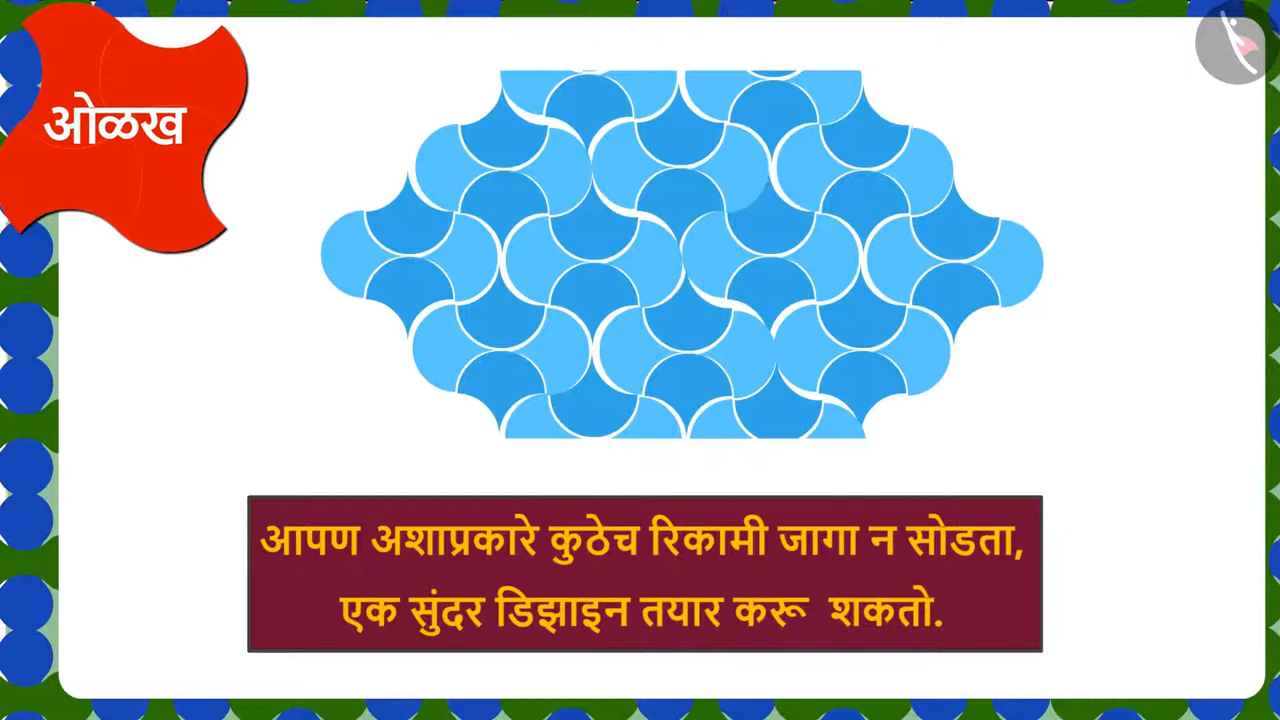 ओळख
आपण अशाप्रकारे कुठेच रिकामी जागा न सोडता,
एक सुंदर डिझाइन तयार करू शकतो.